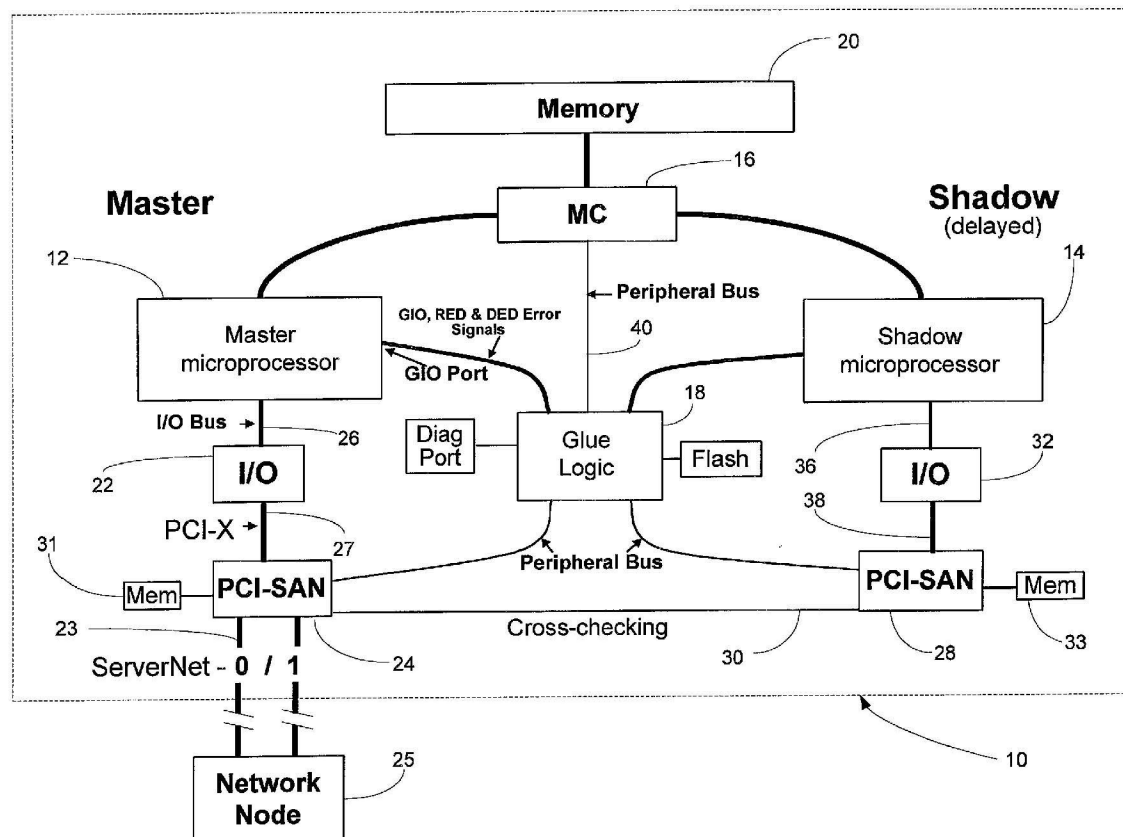 20
Memory
16
Master
MC
Shadow
(delayed)
12
14
Peripheral Bus
GIO, RED & DED Error
Signals
Master
microprocessor
40
Shadow
microprocessor
GIO Port
18
I/O Bus
26
Diag
Port
Glue
Logic
Flash
36
32
22
I/O
I/O
38
PCI-X
27
31
Peripheral Bus
Mem
PCI-SAN
PCI-SAN
Mem
23
Cross-checking
24
30
28
33
ServerNet - 0 / 1
25
10
Network
Node